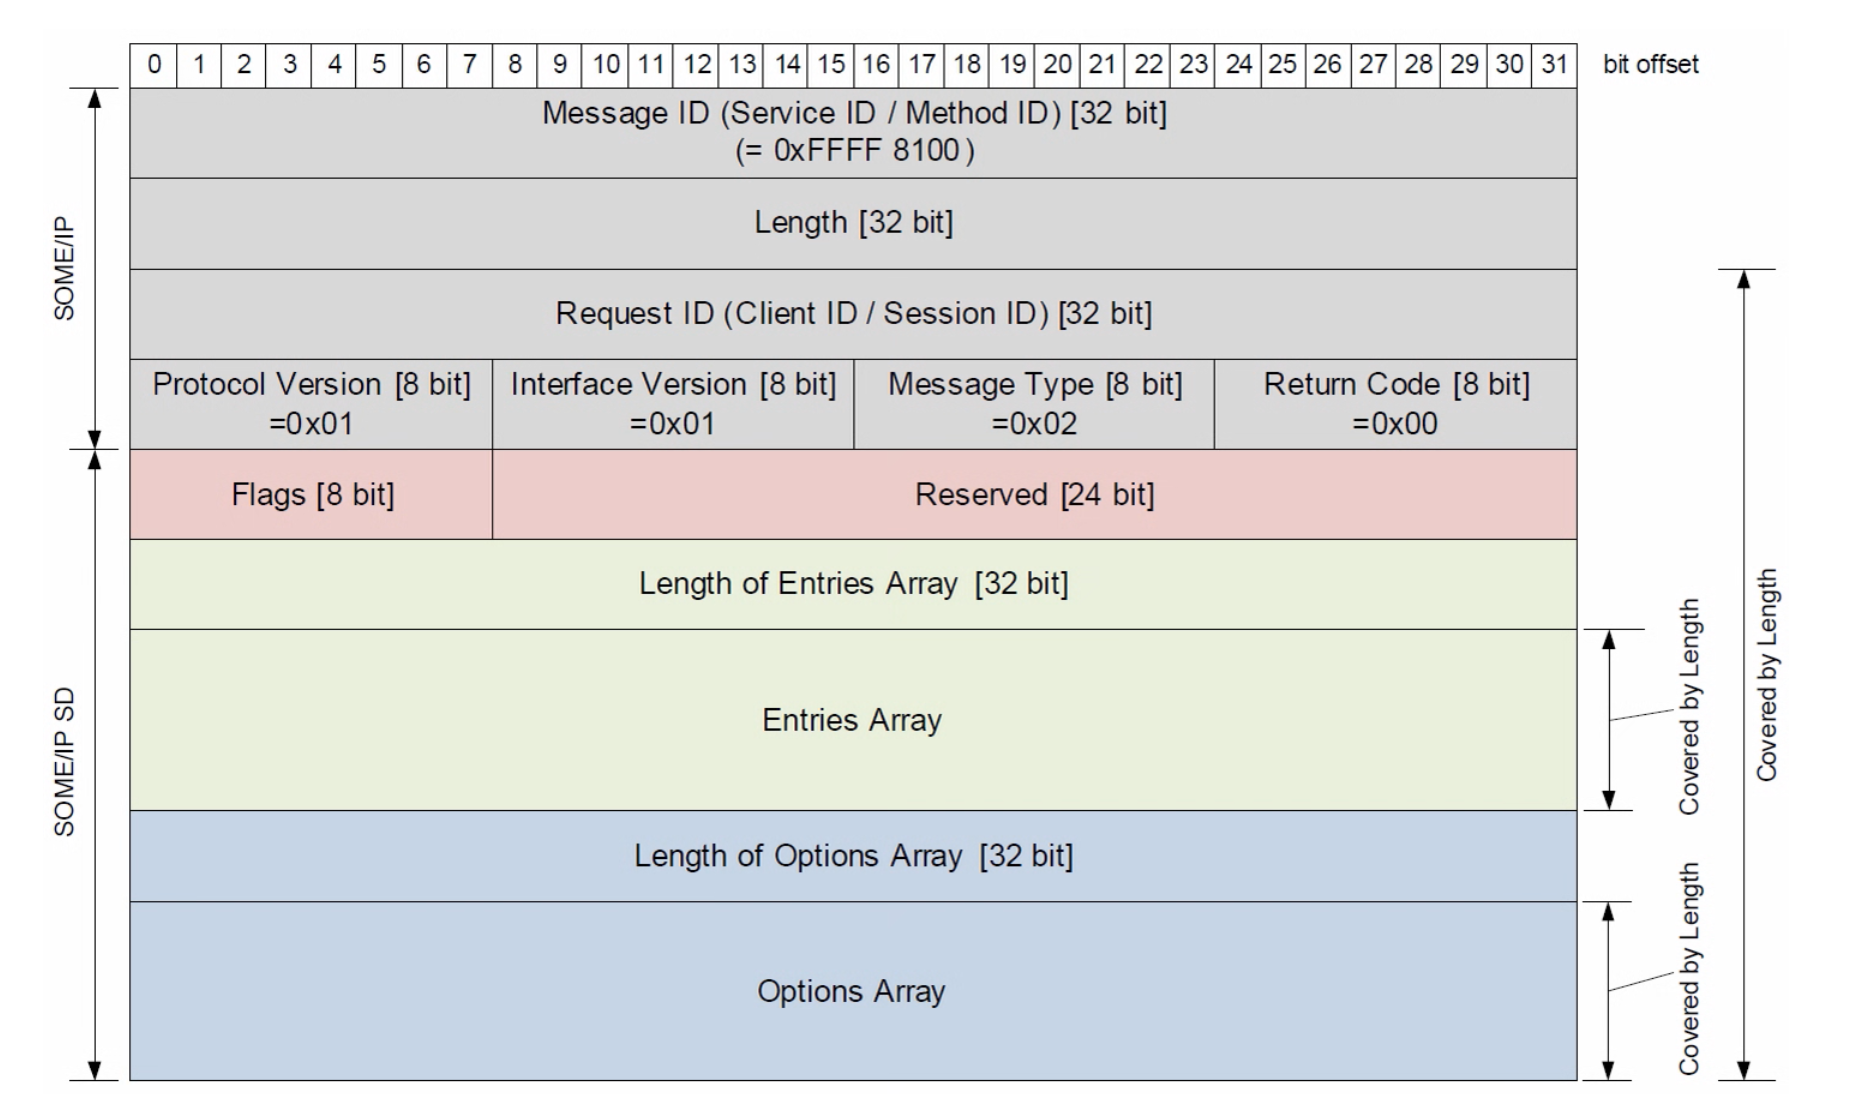 0 1 2 3 4 5 6 7 8 9 10 11 12 13 14 15 16 17 18 19 20 21 22 23 24 25 26 27 28 29 30 31 bit offset
Message ID (Service ID / Method ID) [32 bit]
(= 0xFFFF 8100)
Length [32 bit]
Request ID (Client ID / Session ID) [32 bit]
Protocol Version [8 bit]
=0x01
Interface Version [8 bit]
=0x01
Message Type [8 bit]
=0x02
Return Code [8 bit]
=0x00
SOME/IP
Flags [8 bit]
Reserved [24 bit]
Length of Entries Array [32 bit]
Entries Array
Length of Options Array [32 bit]
Options Array
SOME/IP SD
Covered by Length
Covered by Length
Covered by Length